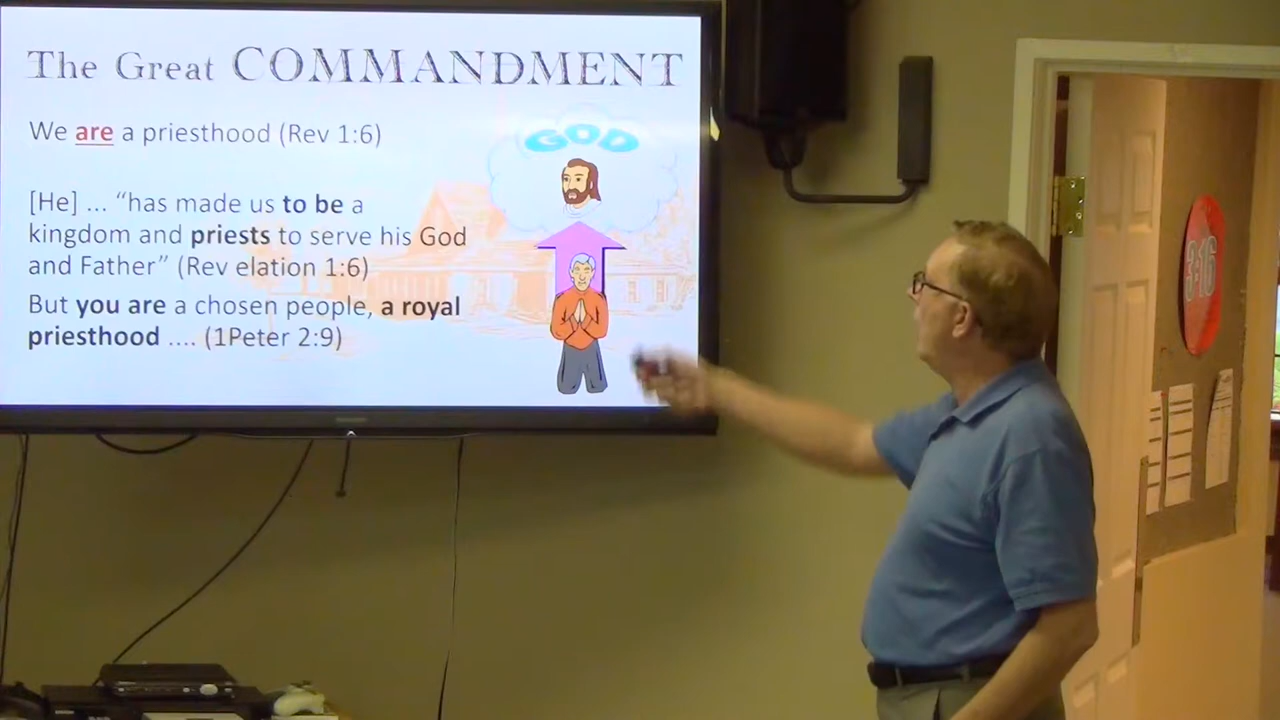 The Great COMMANDMENT
We are a priesthood (Rev 1:6)
GOD
[He] ... “has made us to be a
kingdom and priests to serve his God
and Father” (Rev elation 1:6)
But you are a chosen people, a royal
priesthood .... (1Peter 2:9)
3:16